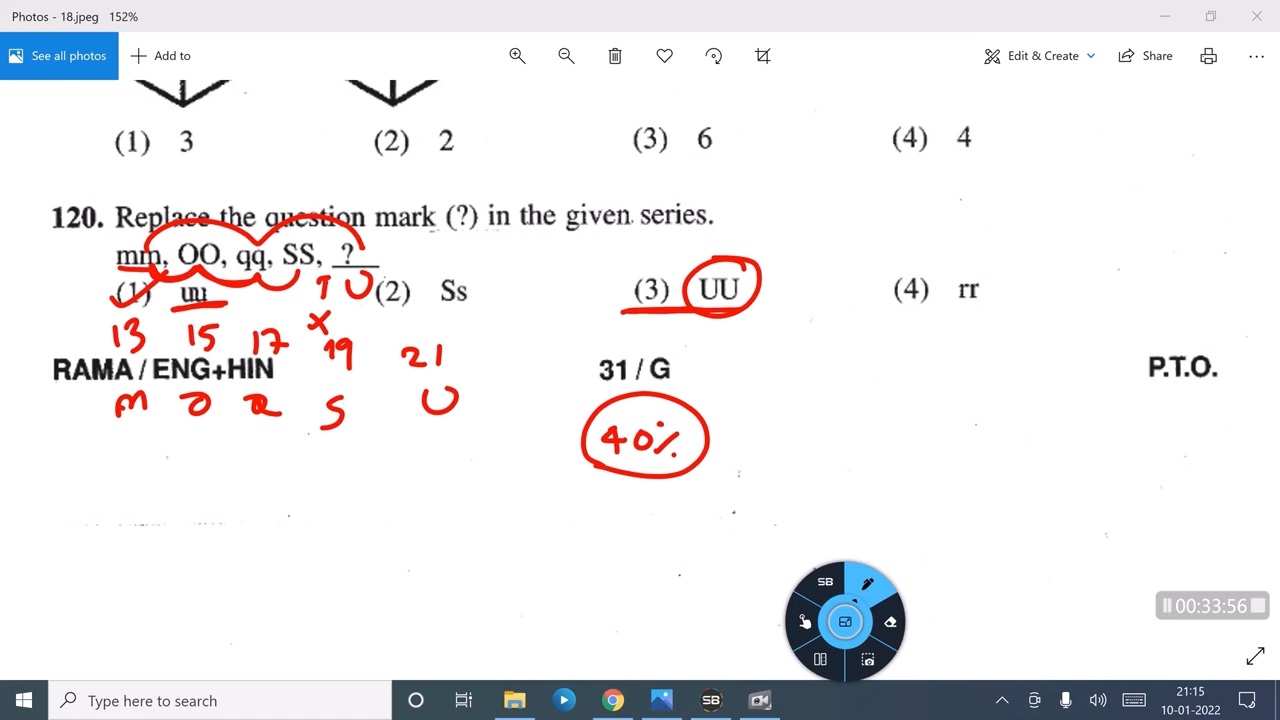 Photos - 18.jpeg 152%
See all photos
Add to
Edit & Create
Share
(1) 3 (2) 2 (3) 6 (4) 4
120. Replace the question mark (?) in the given series.
mm, OO, qq, SS, ?
(1) uu (2) Ss (3) UU (4) rr
U
13 15 17 19 21
RAMA / ENG+HIN 31 / G P.T.O.
M O Q S U
40%
SB
00:33:56
Type here to search
SB
21:15
10-01-2022